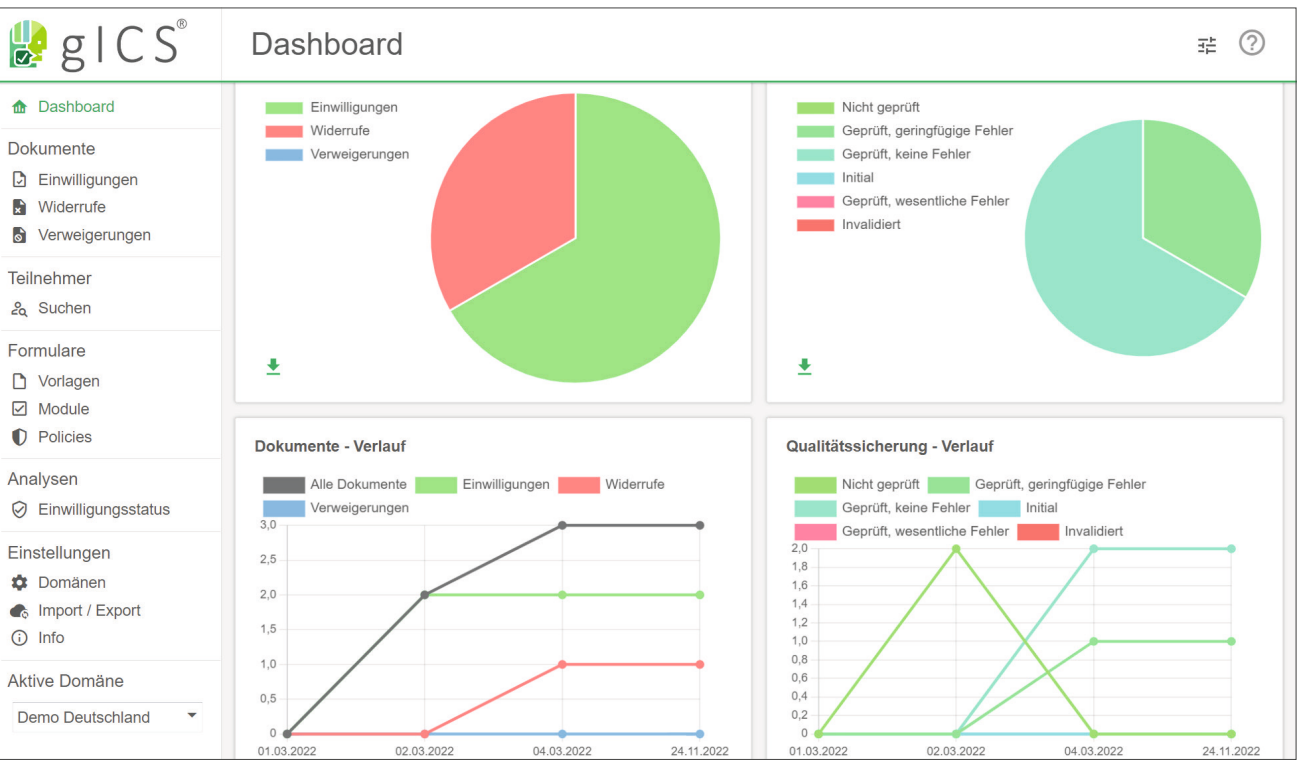 gICS®
Dashboard
Dashboard
Dokumente
Einwilligungen
Widerrufe
Verweigerungen
Teilnehmer
Suchen
Formulare
Vorlagen
Module
Policies
Analysen
Einwilligungsstatus
Einstellungen
Domänen
Import / Export
Info
Aktive Domäne
Demo Deutschland
Einwilligungen
Widerrufe
Verweigerungen
Nicht geprüft
Geprüft, geringfügige Fehler
Geprüft, keine Fehler
Initial
Geprüft, wesentliche Fehler
Invalidiert
Dokumente - Verlauf
Alle Dokumente Einwilligungen Widerrufe
Verweigerungen
3,0
2,5
2,0
1,5
1,0
0,5
0
01.03.2022 02.03.2022 04.03.2022 24.11.2022
Qualitätssicherung - Verlauf
Nicht geprüft Geprüft, geringfügige Fehler
Geprüft, keine Fehler Initial
Geprüft, wesentliche Fehler Invalidiert
2,0
1,8
1,6
1,4
1,2
1,0
0,8
0,6
0,4
0,2
0
01.03.2022 02.03.2022 04.03.2022 24.11.2022